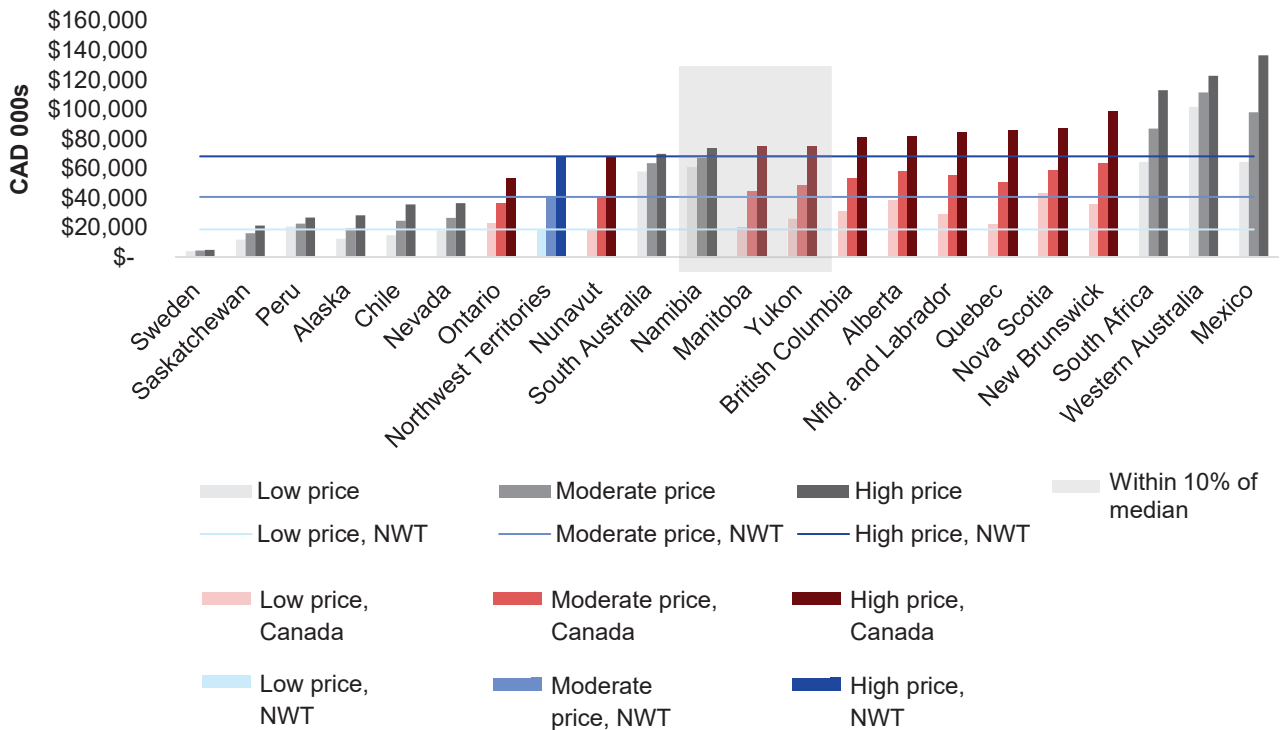 CAD 000s
$160,000
$140,000
$120,000
$100,000
$80,000
$60,000
$40,000
$20,000
$-
Sweden
Saskatchewan
Peru
Alaska
Chile
Nevada
Ontario
Northwest Territories
Nunavut
South Australia
Namibia
Manitoba
Yukon
British Columbia
Alberta
Nfld. and Labrador
Quebec
Nova Scotia
New Brunswick
South Africa
Western Australia
Mexico
Low price
Moderate price
High price
Within 10% of
median
Low price, NWT
Moderate price, NWT
High price, NWT
Low price,
Canada
Moderate price,
Canada
High price,
Canada
Low price,
NWT
Moderate
price, NWT
High price,
NWT